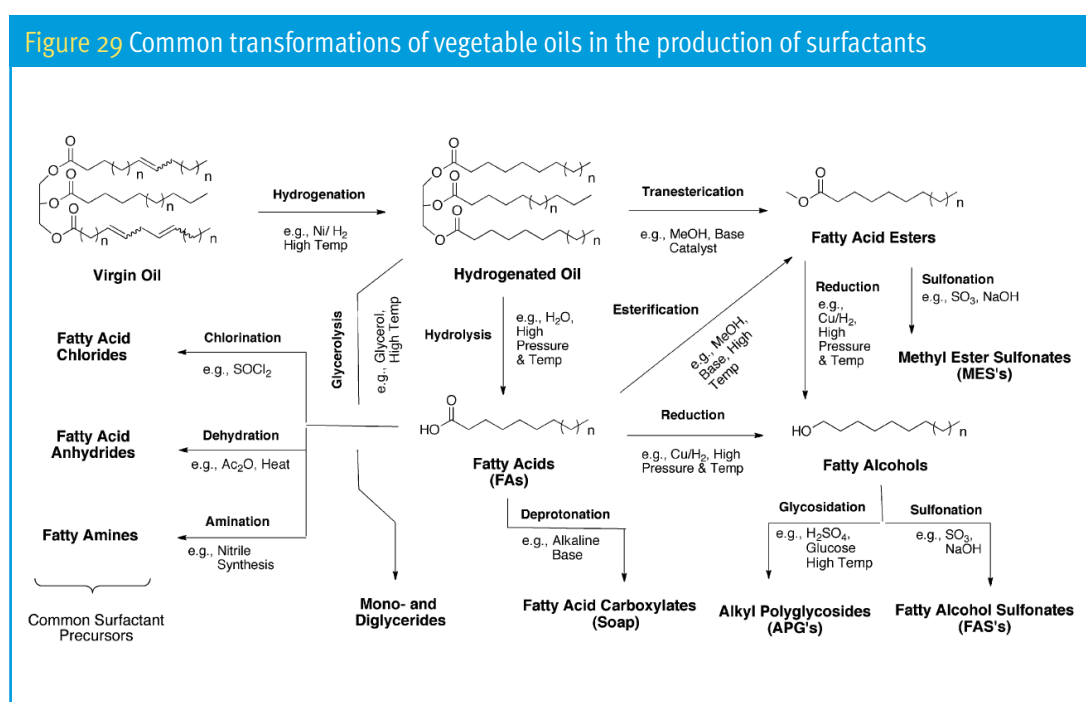 Figure 29 Common transformations of vegetable oils in the production of surfactants
Virgin Oil
Hydrogenation
e.g., Ni/ H2
High Temp
Hydrogenated Oil
Tranesterication
e.g., MeOH, Base
Catalyst
Fatty Acid Esters
Glycerolysis
e.g., Glycerol,
High Temp
Hydrolysis
e.g., H2O,
High
Pressure
& Temp
Esterification
e.g., MeOH,
Base, High
Temp
Reduction
e.g.,
Cu/H2,
High
Pressure
& Temp
Sulfonation
e.g., SO3, NaOH
Methyl Ester Sulfonates
(MES's)
Fatty Acid
Chlorides
Chlorination
e.g., SOCl2
Fatty Acid
Anhydrides
Dehydration
e.g., Ac2O, Heat
Fatty Amines
Amination
e.g., Nitrile
Synthesis
Common Surfactant
Precursors
Mono- and
Diglycerides
Fatty Acids
(FAs)
Reduction
e.g., Cu/H2, High
Pressure & Temp
Fatty Alcohols
Deprotonation
e.g., Alkaline
Base
Fatty Acid Carboxylates
(Soap)
Glycosidation
e.g., H2SO4,
Glucose
High Temp
Alkyl Polyglycosides
(APG's)
Sulfonation
e.g., SO3,
NaOH
Fatty Alcohol Sulfonates
(FAS's)
O
O
n
n
O
O
n
O
O
n
n
O
O
n
O
O
n
O
O
n
O
O
n
O
HO
n
HO
n